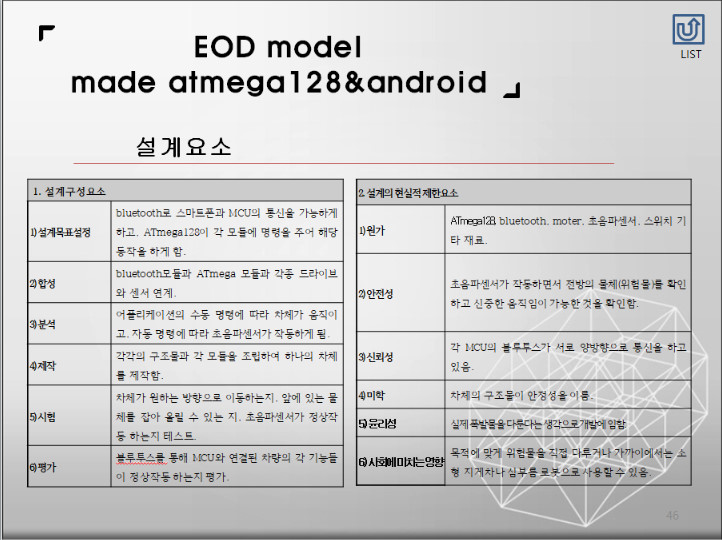 EOD model
made atmega128&android
LIST
설계요소
1. 설계구성요소
1)설계목표설정
bluetooth로 스마트폰과 MCU의 통신을 가능하게
하고, ATmega128이 각 모듈에 명령을 주어 해당
동작을 하게 함.
2)합성
bluetooth모듈과 ATmega 모듈과 각종 드라이브
와 센서 연계.
3)분석
어플리케이션의 수동 명령에 따라 차체가 움직이
고, 자동 명령에 따라 초음파센서가 작동하게 됨.
4)제작
각각의 구조물과 각 모듈을 조립하여 하나의 차체
를 제작함.
5)시험
차체가 원하는 방향으로 이동하는지, 앞에 있는 물
체를 잡아 올릴 수 있는 지, 초음파센서가 정상작
동 하는지 테스트.
6)평가
블루투스를 통해 MCU와 연결된 차량의 각 기능들
이 정상작동 하는지 평가.
2.설계의 현실적 제한요소
1)원가
ATmega128, bluetooth, moter, 초음파센서, 스위치 기
타 재료.
2)안전성
초음파센서가 작동하면서 전방의 물체(위험물)를 확인
하고 신중한 움직임이 가능한 것을 확인함.
3)신뢰성
각 MCU의 블루투스가 서로 양방향으로 통신을 하고
있음.
4)미학
차체의 구조물이 안정성을 이룸.
5)윤리성
실제 폭발물을 다룬다는 생각으로 개발에 임함
6)사회에 미치는 영향
목적에 맞게 위험물을 직접 다루거나 가까이에서는 소
형 지게차나 심부름 로봇으로 사용할 수 있음.
46